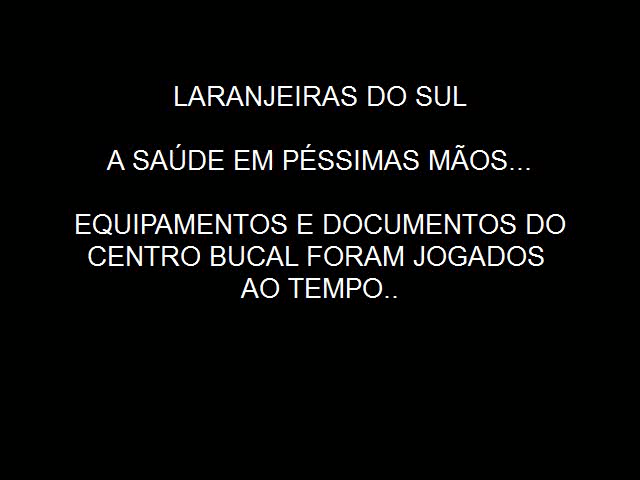 LARANJEIRAS DO SUL
A SAÚDE EM PÉSSIMAS MÃOS...
EQUIPAMENTOS E DOCUMENTOS DO
CENTRO BUCAL FORAM JOGADOS
AO TEMPO..